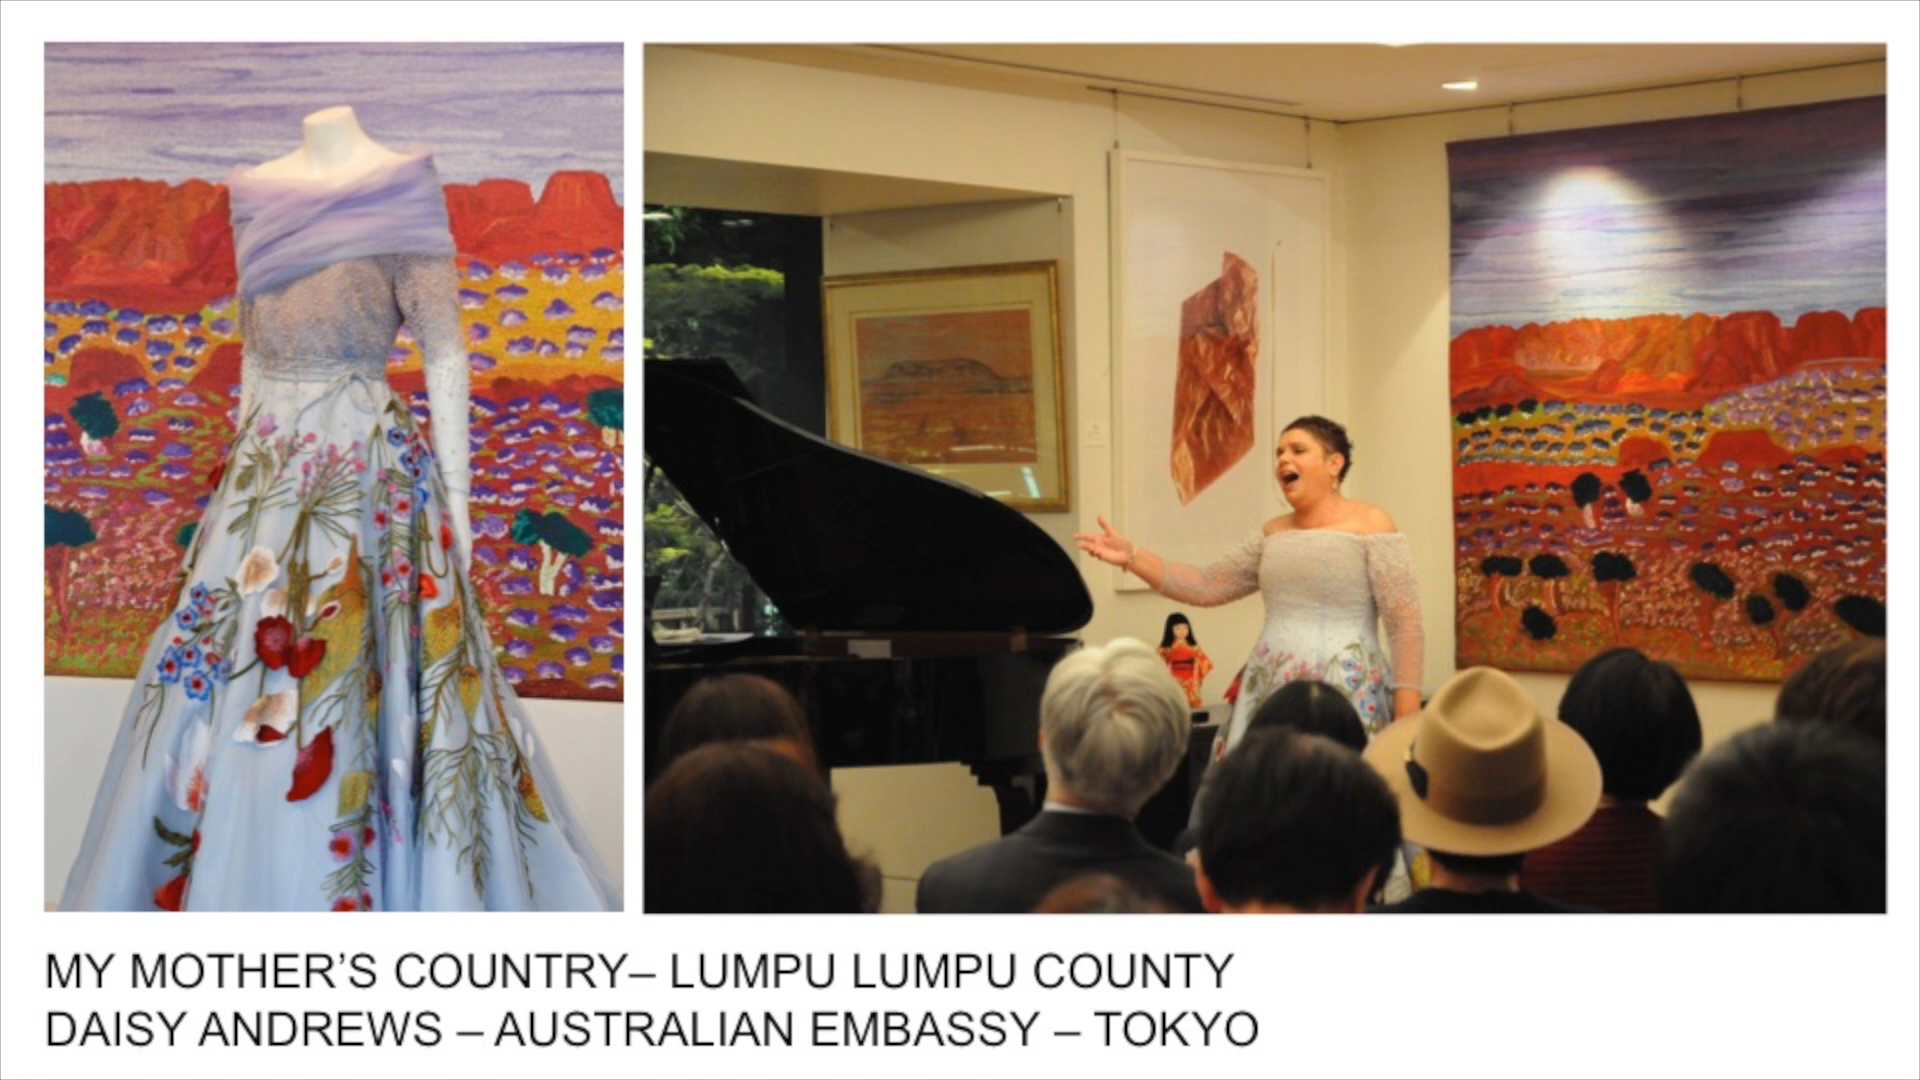 MY MOTHER’S COUNTRY– LUMPU LUMPU COUNTY
DAISY ANDREWS – AUSTRALIAN EMBASSY – TOKYO